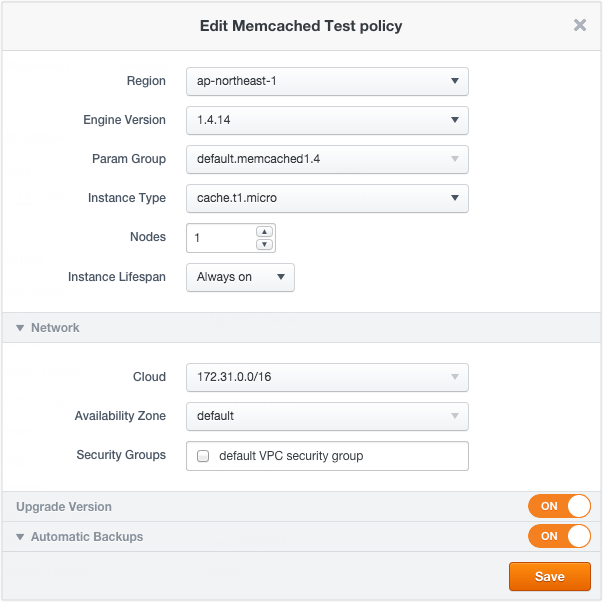 Edit Memcached Test policy
Region ap-northeast-1
Engine Version 1.4.14
Param Group default.memcached1.4
Instance Type cache.t1.micro
Nodes 1
Instance Lifespan Always on
Network
Cloud 172.31.0.0/16
Availability Zone default
Security Groups default VPC security group
Upgrade Version ON
Automatic Backups ON
Save